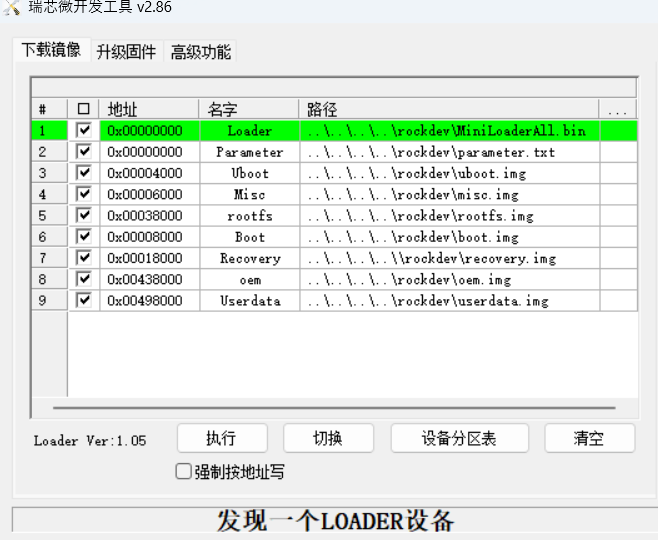 瑞芯微开发工具 v2.86
下载镜像 升级固件 高级功能
# 地址 名字 路径 ...
1 0x00000000 Loader ..\..\..\..\rockdev\MiniLoaderAll.bin
2 0x00000000 Parameter ..\..\..\..\rockdev\parameter.txt
3 0x00004000 Uboot ..\..\..\..\rockdev\uboot.img
4 0x00006000 Misc ..\..\..\..\rockdev\misc.img
5 0x00038000 rootfs ..\..\..\..\rockdev\rootfs.img
6 0x00008000 Boot ..\..\..\..\rockdev\boot.img
7 0x00018000 Recovery ..\..\..\..\\rockdev\recovery.img
8 0x00438000 oem ..\..\..\..\rockdev\oem.img
9 0x00498000 Userdata ..\..\..\..\rockdev\userdata.img
Loader Ver:1.05 执行 切换 设备分区表 清空
强制按地址写
发现一个LOADER设备